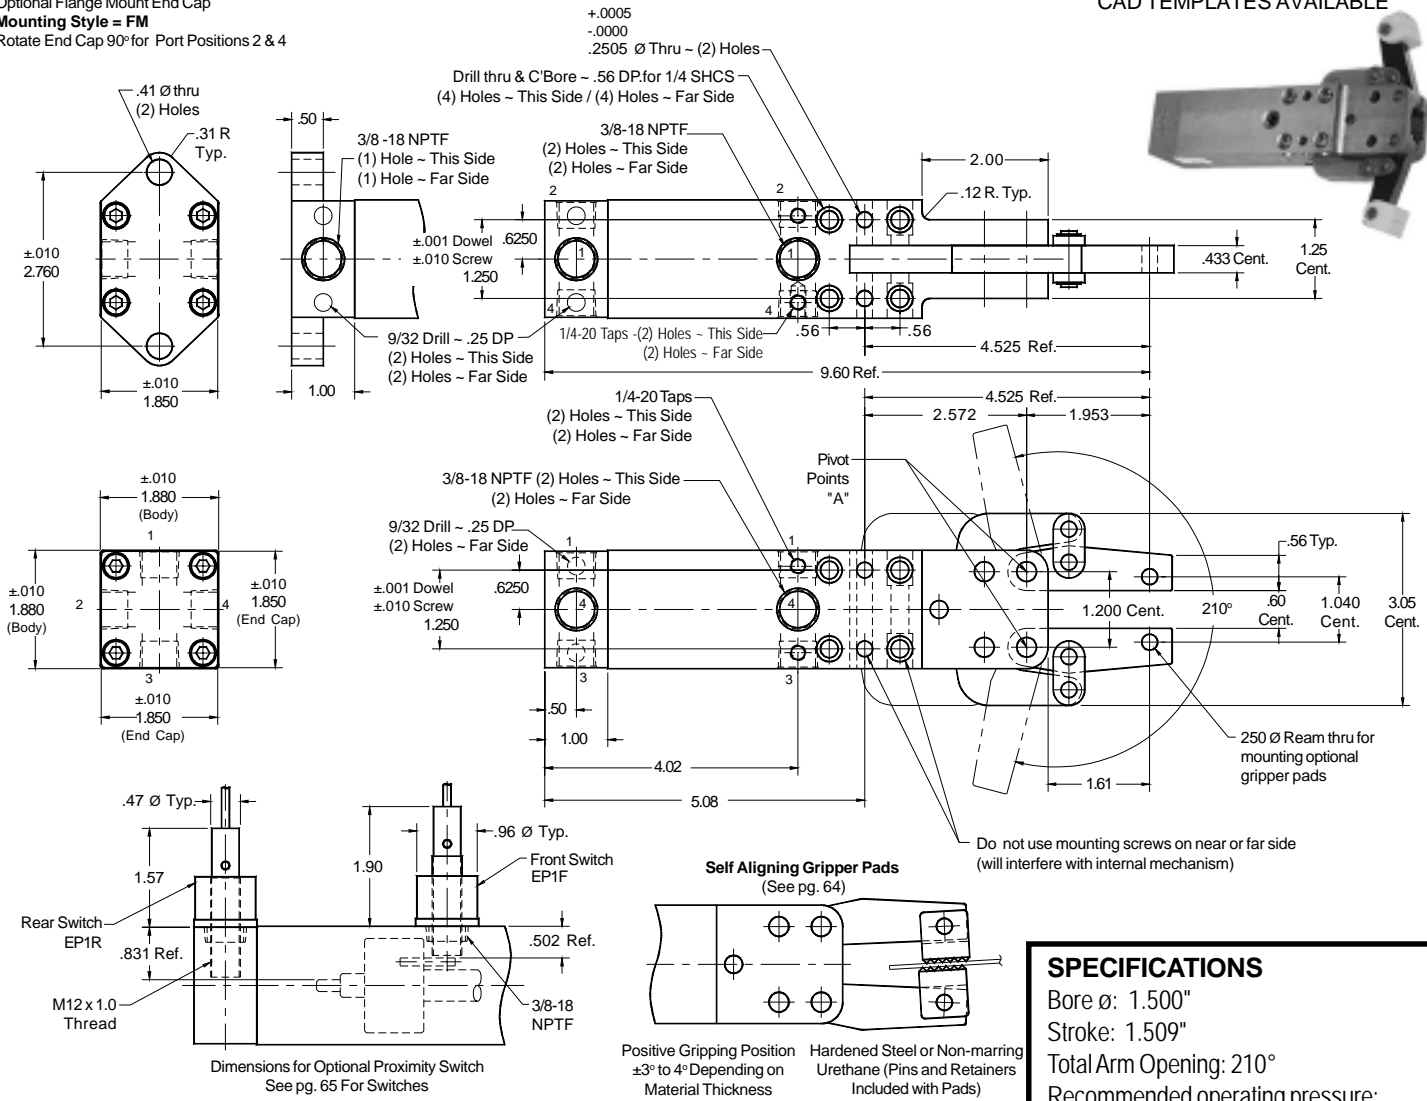 Optional Flange Mount End Cap
Mounting Style = FM
Rotate End Cap 90° for Port Positions 2 & 4
CAD TEMPLATES AVAILABLE
.41 Ø thru
(2) Holes
.31 R
Typ.
±.010
2.760
±.010
1.850
.50
3/8 -18 NPTF
(1) Hole ~ This Side
(1) Hole ~ Far Side
1.00
9/32 Drill ~ .25 DP
(2) Holes ~ This Side
(2) Holes ~ Far Side
+.0005
-.0000
.2505 Ø Thru ~ (2) Holes
Drill thru & C'Bore ~ .56 DP.for 1/4 SHCS
(4) Holes ~ This Side / (4) Holes ~ Far Side
3/8-18 NPTF
(2) Holes ~ This Side
(2) Holes ~ Far Side
2.00
.12 R. Typ.
2
2
1
1
4
4
±.001 Dowel
±.010 Screw
1.250
.6250
.433 Cent.
1.25
Cent.
1/4-20 Taps -(2) Holes ~ This Side
(2) Holes ~ Far Side
.56
.56
4.525 Ref.
9.60 Ref.
1/4-20 Taps
(2) Holes ~ This Side
(2) Holes ~ Far Side
4.525 Ref.
2.572
1.953
Pivot
Points
"A"
3/8-18 NPTF (2) Holes ~ This Side
(2) Holes ~ Far Side
9/32 Drill ~ .25 DP
(2) Holes ~ Far Side
±.010
1.880
(Body)
1
±.010
1.880
(Body)
2
4
±.010
1.850
(End Cap)
3
±.010
1.850
(End Cap)
±.001 Dowel
±.010 Screw
1.250
.6250
1
1
4
4
3
3
.56 Typ.
1.200 Cent.
210°
.60
Cent.
1.040
Cent.
3.05
Cent.
.50
1.00
4.02
5.08
1.61
250 Ø Ream thru for
mounting optional
gripper pads
Do not use mounting screws on near or far side
(will interfere with internal mechanism)
.47 Ø Typ.
1.57
1.90
.96 Ø Typ.
Front Switch
EP1F
Rear Switch
EP1R
.831 Ref.
.502 Ref.
M12 x 1.0
Thread
3/8-18
NPTF
Dimensions for Optional Proximity Switch
See pg. 65 For Switches
Self Aligning Gripper Pads
(See pg. 64)
Positive Gripping Position
±3° to 4° Depending on
Material Thickness
Hardened Steel or Non-marring
Urethane (Pins and Retainers
Included with Pads)
SPECIFICATIONS
Bore ø: 1.500"
Stroke: 1.509"
Total Arm Opening: 210°
Recommended operating pressure: